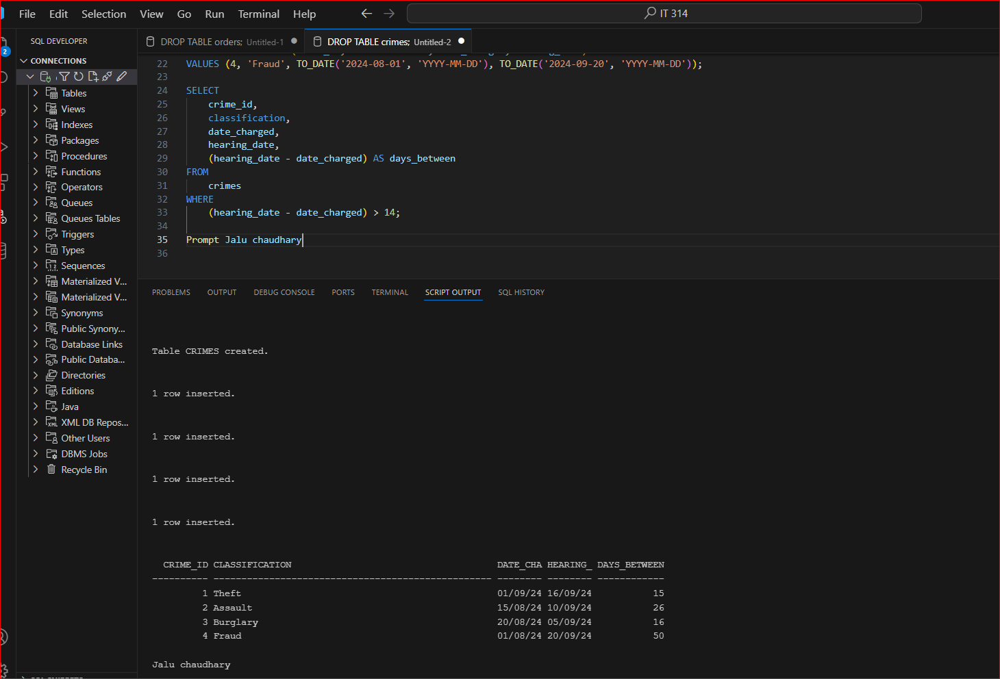 File Edit Selection View Go Run Terminal Help
IT 314
2
SQL DEVELOPER
CONNECTIONS
Tables
Views
Indexes
Packages
Procedures
Functions
Operators
Queues
Queues Tables
Triggers
Types
Sequences
Materialized V...
Materialized V...
Synonyms
Public Synony...
Database Links
Public Databa...
Directories
Editions
Java
XML DB Repos...
Other Users
DBMS Jobs
Recycle Bin
DROP TABLE orders; Untitled-1
DROP TABLE crimes; Untitled-2
22 VALUES (4, 'Fraud', TO_DATE('2024-08-01', 'YYYY-MM-DD'), TO_DATE('2024-09-20', 'YYYY-MM-DD'));
23
24 SELECT
25 crime_id,
26 classification,
27 date_charged,
28 hearing_date,
29 (hearing_date - date_charged) AS days_between
30 FROM
31 crimes
32 WHERE
33 (hearing_date - date_charged) > 14;
34
35 Prompt Jalu chaudhary
36
PROBLEMS OUTPUT DEBUG CONSOLE PORTS TERMINAL SCRIPT OUTPUT SQL HISTORY
Table CRIMES created.
1 row inserted.
1 row inserted.
1 row inserted.
1 row inserted.
CRIME_ID CLASSIFICATION DATE_CHA HEARING_ DAYS_BETWEEN
---------- -------------------------------------------------- -------- -------- ------------
1 Theft 01/09/24 16/09/24 15
2 Assault 15/08/24 10/09/24 26
3 Burglary 20/08/24 05/09/24 16
4 Fraud 01/08/24 20/09/24 50
Jalu chaudhary